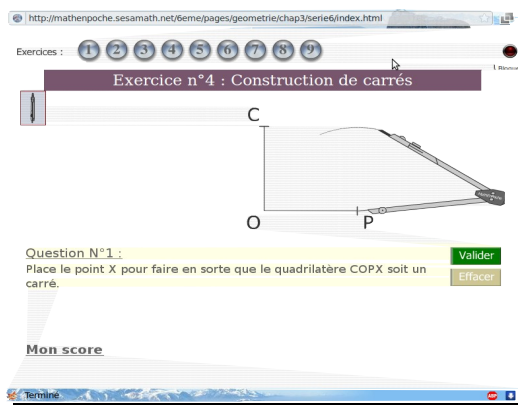 http://mathenpoche.sesamath.net/6eme/pages/geometrie/chap3/serie6/index.html
Exercices : 1 2 3 4 5 6 7 8 9
Exercice n°4 : Construction de carrés
C
O
P
Question N°1 :
Valider
Place le point X pour faire en sorte que le quadrilatère COPX soit un
carré.
Effacer
Mon score
Terminé
ABP